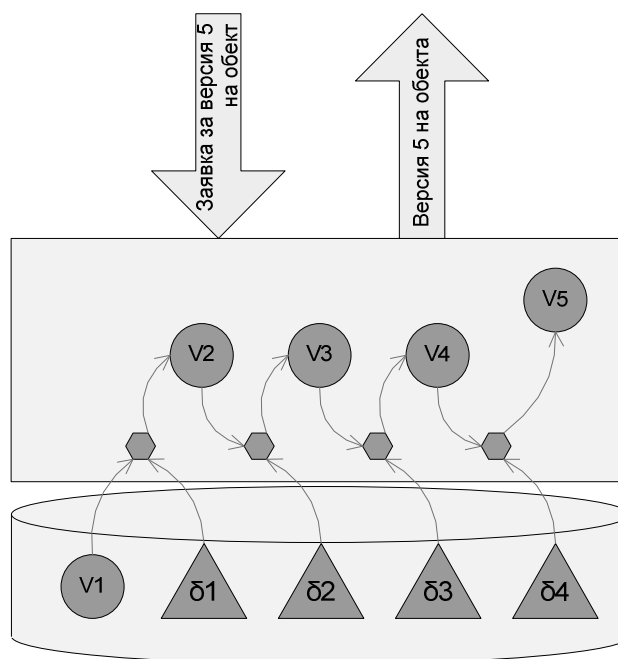 Заявка за версия 5
на обект
Версия 5 на обекта
V5
V2
V3
V4
V1
δ1
δ2
δ3
δ4